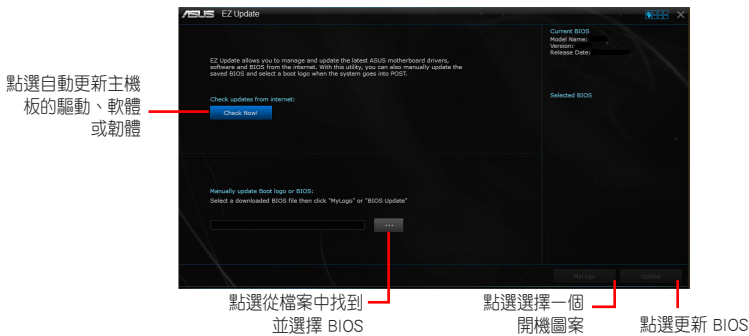 ASUS EZ Update
Current BIOS
Model Name:
Version:
Release Date:
EZ Update allows you to manage and update the latest ASUS motherboard drivers,
software and BIOS from the internet. With this utility, you can also manually update the
saved BIOS and select a boot logo when the system goes into POST.
點選自動更新主機
板的驅動、軟體
或韌體
Check updates from internet:
Check Now!
Selected BIOS
Manually update Boot logo or BIOS:
Select a downloaded BIOS file then click "MyLogo" or "BIOS Update"
...
MyLogo
Update
點選從檔案中找到
並選擇 BIOS
點選選擇一個
開機圖案
點選更新 BIOS